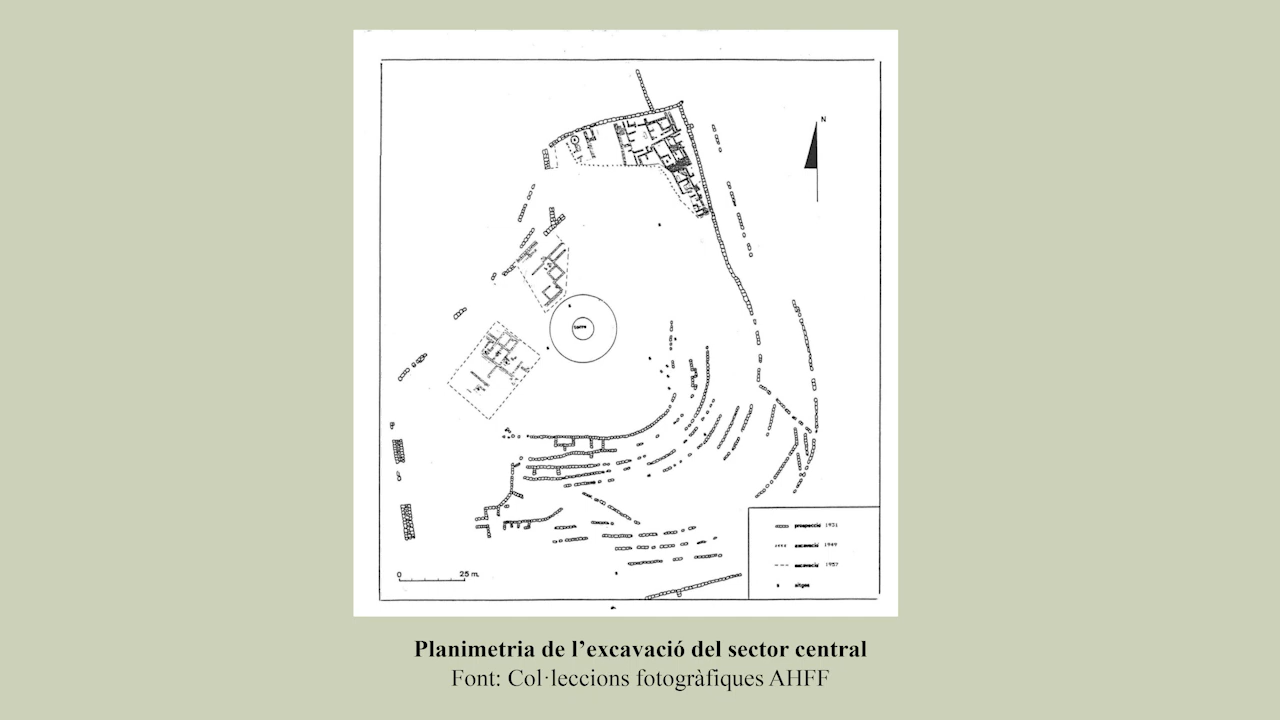 N
torre
prospecció 1931
excavació 1949
excavació 1957
sitges
0 25 m.
Planimetria de l’excavació del sector central
Font: Col·leccions fotogràfiques AHFF